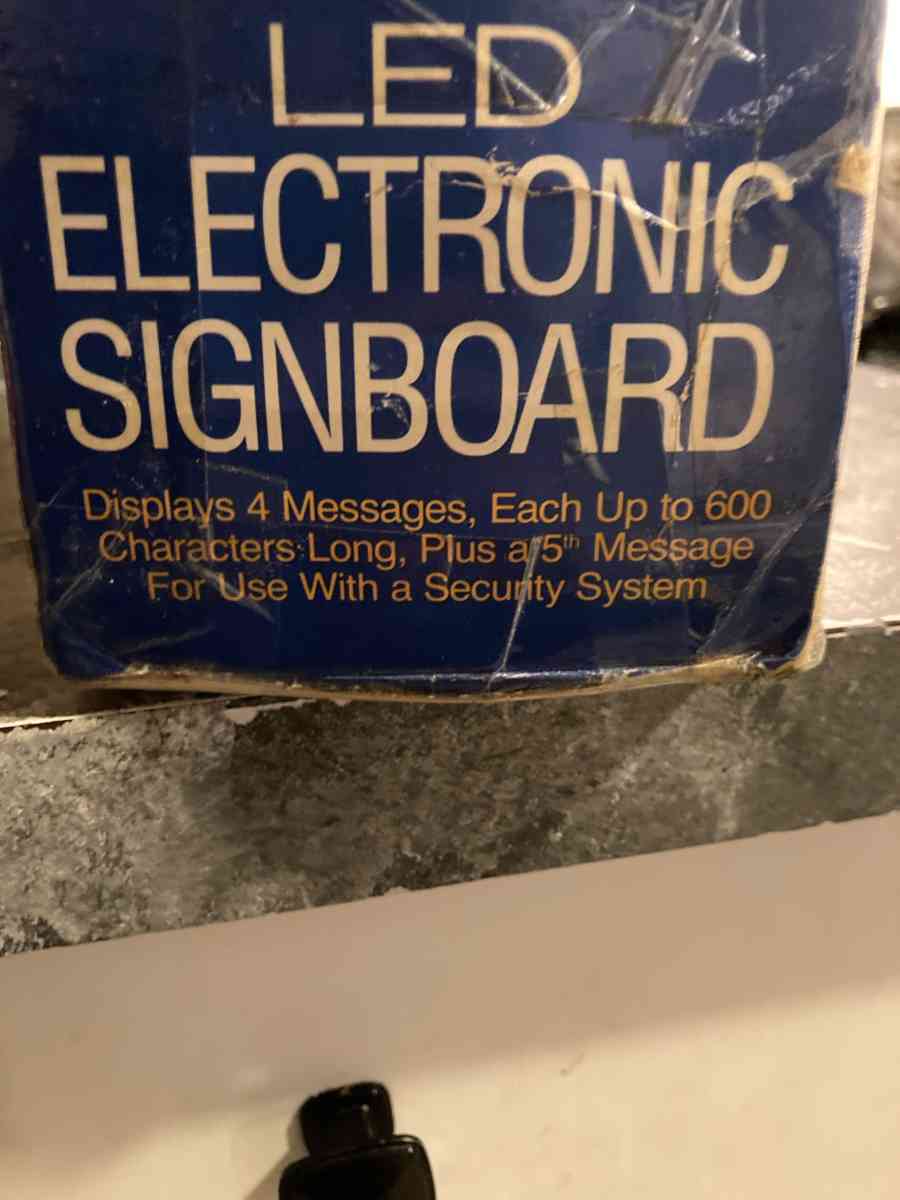 LED
ELECTRONIC
SIGNBOARD
Displays 4 Messages, Each Up to 600
Characters Long, Plus a 5th Message
For Use With a Security System